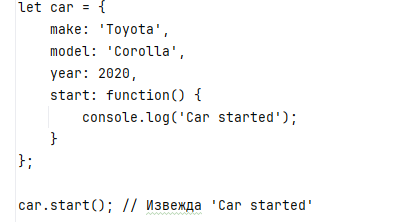 let car = {
    make: 'Toyota',
    model: 'Corolla',
    year: 2020,
    start: function() {
        console.log('Car started');
    }
};

car.start(); // Извежда 'Car started'